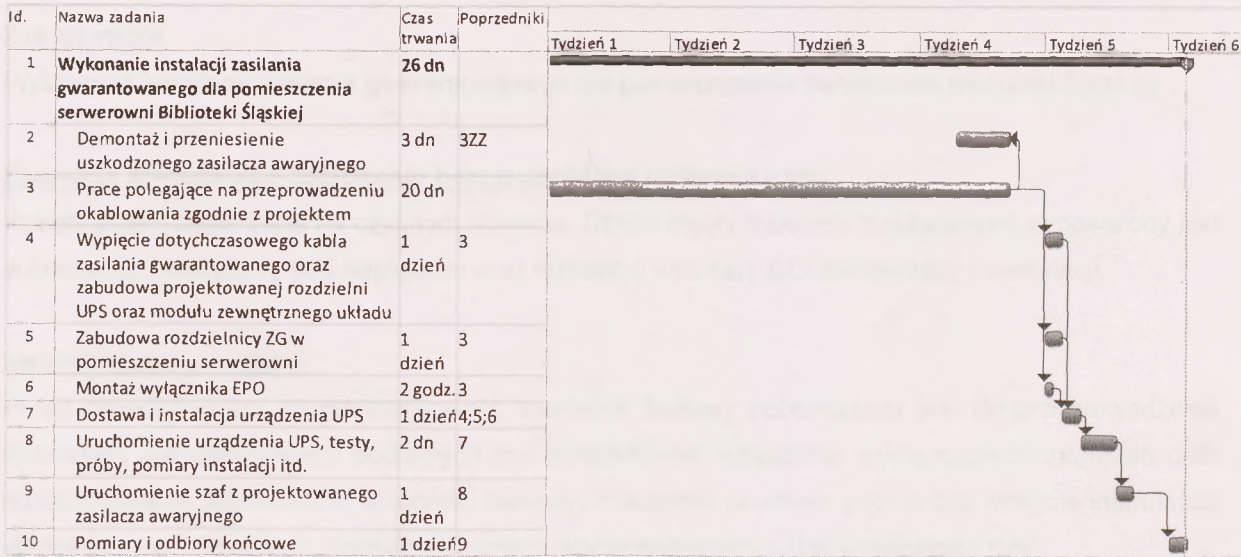 Id. Nazwa zadania Czas trwania Poprzedniki Tydzień 1 Tydzień 2 Tydzień 3 Tydzień 4 Tydzień 5 Tydzień 6
1 Wykonanie instalacji zasilania 26 dn
gwarantowanego dla pomieszczenia
serwerowni Biblioteki Śląskiej
2 Demontaż i przeniesienie 3 dn 3ZZ
uszkodzonego zasilacza awaryjnego
3 Prace polegające na przeprowadzeniu 20 dn
okablowania zgodnie z projektem
4 Wypięcie dotychczasowego kabla 1 3
zasilania gwarantowanego oraz dzień
zabudowa projektowanej rozdzielni
UPS oraz modułu zewnętrznego układu
5 Zabudowa rozdzielnicy ZG w 1 3
pomieszczeniu serwerowni dzień
6 Montaż wyłącznika EPO 2 godz. 3
7 Dostawa i instalacja urządzenia UPS 1 dzień 4;5;6
8 Uruchomienie urządzenia UPS, testy, 2 dn 7
próby, pomiary instalacji itd.
9 Uruchomienie szaf z projektowanego 1 8
zasilacza awaryjnego dzień
10 Pomiary i odbiory końcowe 1 dzień 9